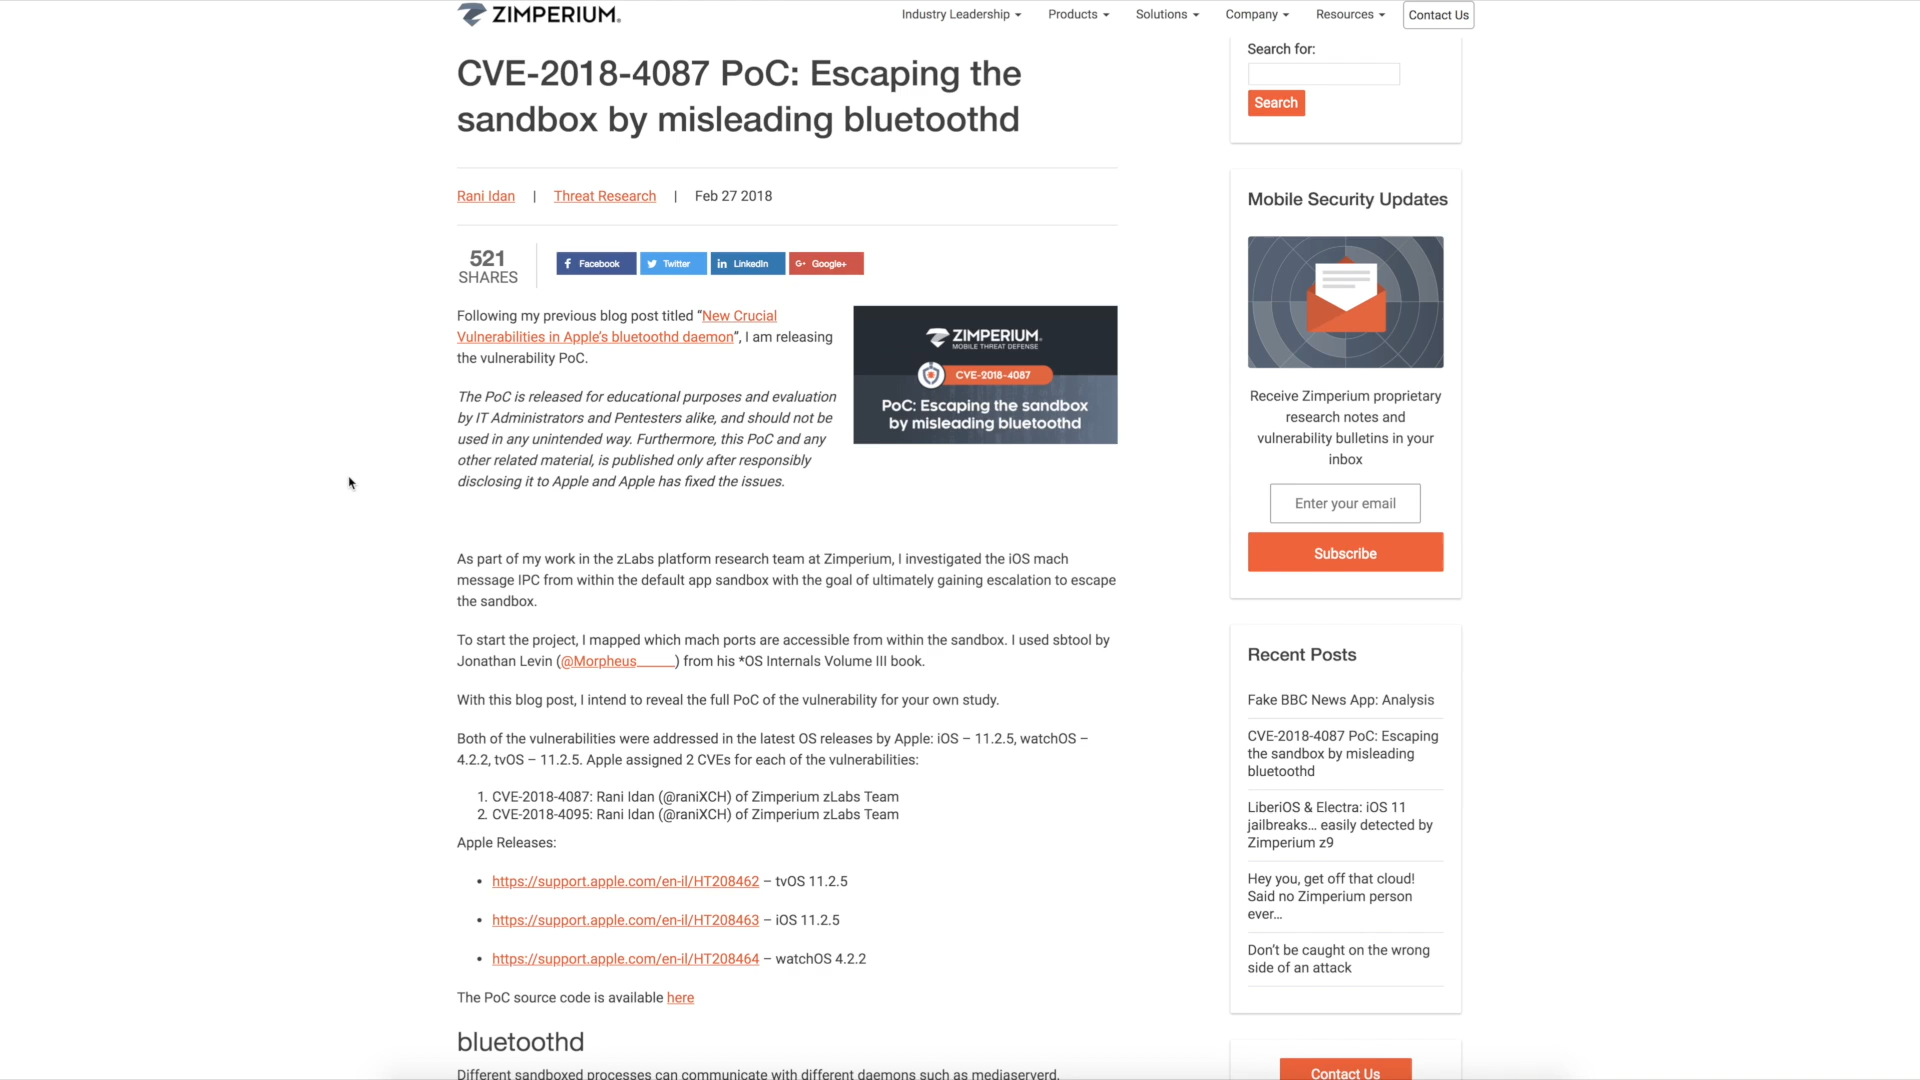 ZIMPERIUM.
Industry Leadership
Products
Solutions
Company
Resources
Contact Us
CVE-2018-4087 PoC: Escaping the
sandbox by misleading bluetoothd
Rani Idan | Threat Research | Feb 27 2018
521
SHARES
Facebook
Twitter
LinkedIn
Google+
Following my previous blog post titled “New Crucial
Vulnerabilities in Apple’s bluetoothd daemon”, I am releasing
the vulnerability PoC.
The PoC is released for educational purposes and evaluation
by IT Administrators and Pentesters alike, and should not be
used in any unintended way. Furthermore, this PoC and any
other related material, is published only after responsibly
disclosing it to Apple and Apple has fixed the issues.
ZIMPERIUM.
MOBILE THREAT DEFENSE
CVE-2018-4087
PoC: Escaping the sandbox
by misleading bluetoothd
As part of my work in the zLabs platform research team at Zimperium, I investigated the iOS mach
message IPC from within the default app sandbox with the goal of ultimately gaining escalation to escape
the sandbox.
To start the project, I mapped which mach ports are accessible from within the sandbox. I used sbtool by
Jonathan Levin (@Morpheus______) from his *OS Internals Volume III book.
With this blog post, I intend to reveal the full PoC of the vulnerability for your own study.
Both of the vulnerabilities were addressed in the latest OS releases by Apple: iOS – 11.2.5, watchOS –
4.2.2, tvOS – 11.2.5. Apple assigned 2 CVEs for each of the vulnerabilities:
1. CVE-2018-4087: Rani Idan (@raniXCH) of Zimperium zLabs Team
2. CVE-2018-4095: Rani Idan (@raniXCH) of Zimperium zLabs Team
Apple Releases:
• https://support.apple.com/en-il/HT208462 – tvOS 11.2.5
• https://support.apple.com/en-il/HT208463 – iOS 11.2.5
• https://support.apple.com/en-il/HT208464 – watchOS 4.2.2
The PoC source code is available here
bluetoothd
Different sandboxed processes can communicate with different daemons such as mediaserverd,
Search for:
Search
Mobile Security Updates
Receive Zimperium proprietary
research notes and
vulnerability bulletins in your
inbox
Enter your email
Subscribe
Recent Posts
Fake BBC News App: Analysis
CVE-2018-4087 PoC: Escaping
the sandbox by misleading
bluetoothd
LiberiOS & Electra: iOS 11
jailbreaks… easily detected by
Zimperium z9
Hey you, get off that cloud!
Said no Zimperium person
ever…
Don’t be caught on the wrong
side of an attack
Contact Us